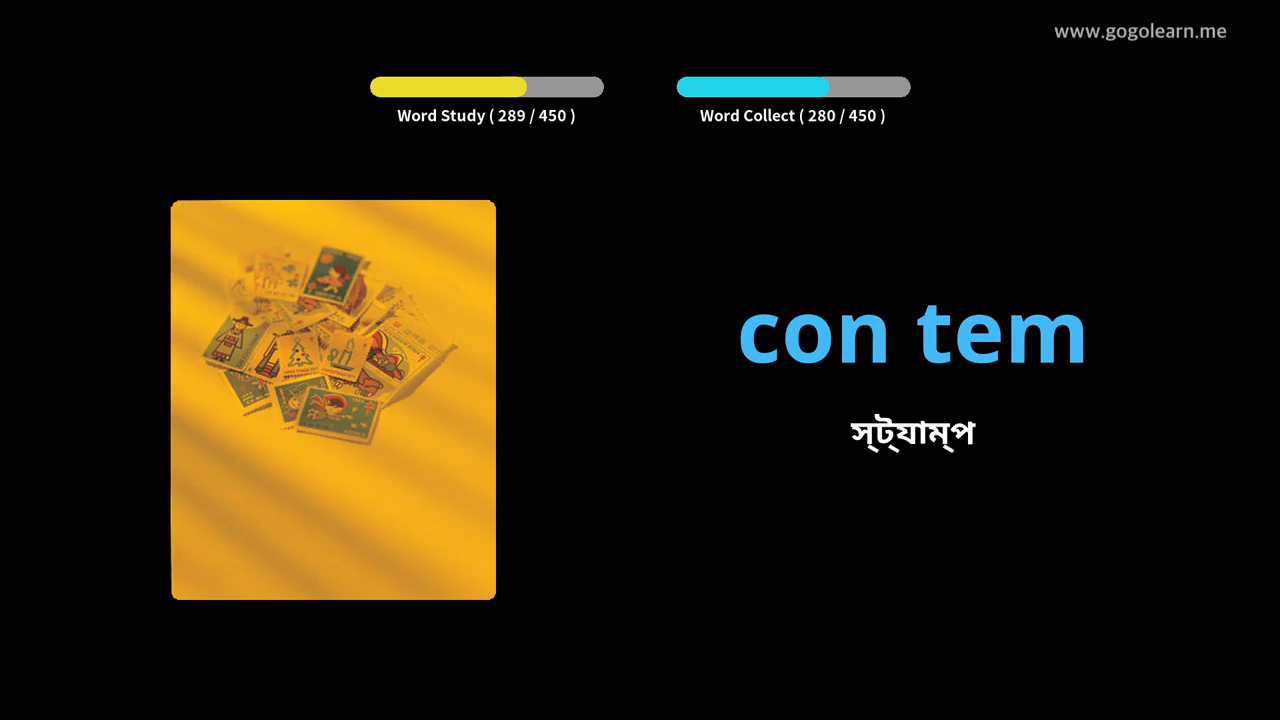 www.gogolearn.me
Word Study ( 289 / 450 )
Word Collect ( 280 / 450 )
con tem
স্ট্যাম্প